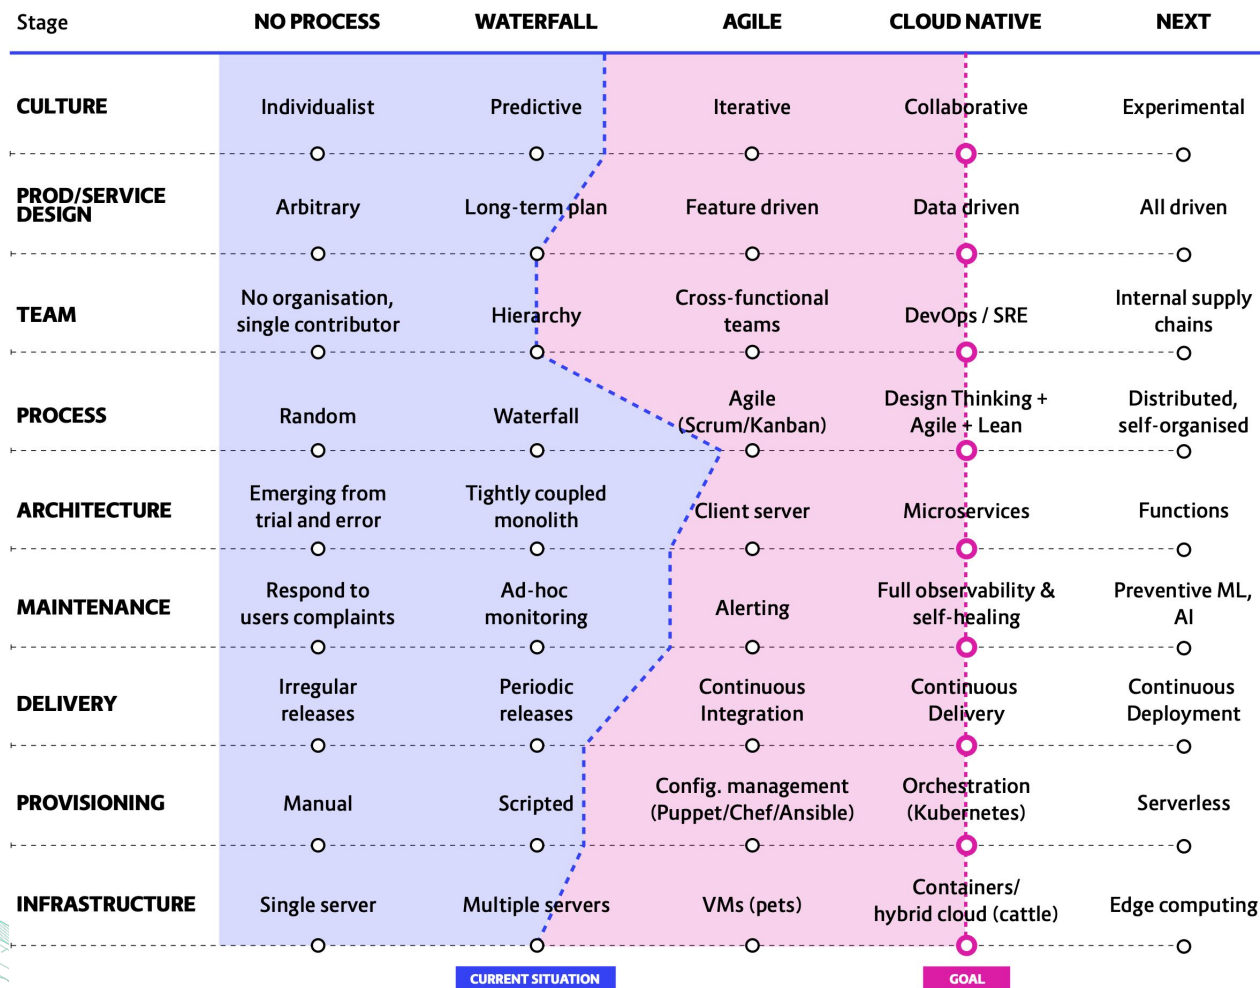 Stage NO PROCESS WATERFALL AGILE CLOUD NATIVE NEXT
CULTURE Individualist Predictive Iterative Collaborative Experimental
PROD/SERVICE
DESIGN Arbitrary Long-term plan Feature driven Data driven All driven
No organisation, Cross-functional Internal supply
TEAM single contributor Hierarchy teams DevOps / SRE chains
Agile Design Thinking + Distributed,
PROCESS Random Waterfall (Scrum/Kanban) Agile + Lean self-organised
Emerging from Tightly coupled
ARCHITECTURE trial and error monolith Client server Microservices Functions
Respond to Ad-hoc Full observability & Preventive ML,
MAINTENANCE users complaints monitoring Alerting self-healing AI
Irregular Periodic Continuous Continuous Continuous
DELIVERY releases releases Integration Delivery Deployment
Config. management Orchestration
PROVISIONING Manual Scripted (Puppet/Chef/Ansible) (Kubernetes) Serverless
Containers/
INFRASTRUCTURE Single server Multiple servers VMs (pets) hybrid cloud (cattle) Edge computing
CURRENT SITUATION GOAL